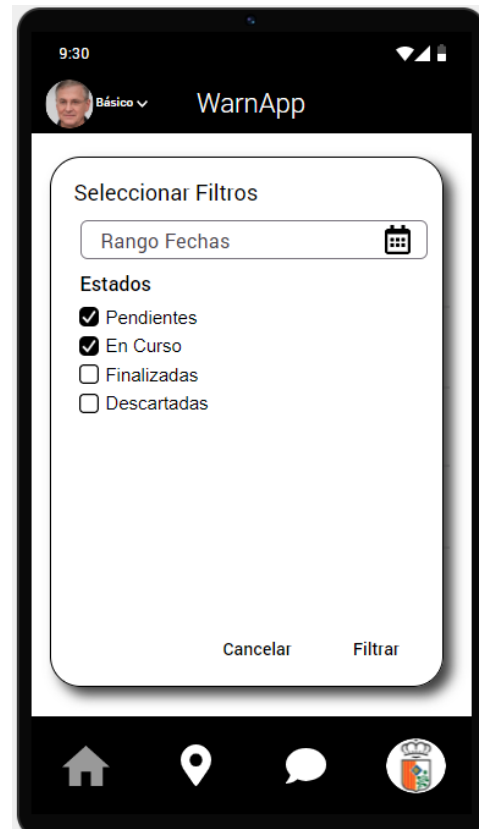 9:30
Básico
WarnApp
Seleccionar Filtros
Rango Fechas
Estados
Pendientes
En Curso
Finalizadas
Descartadas
Cancelar Filtrar